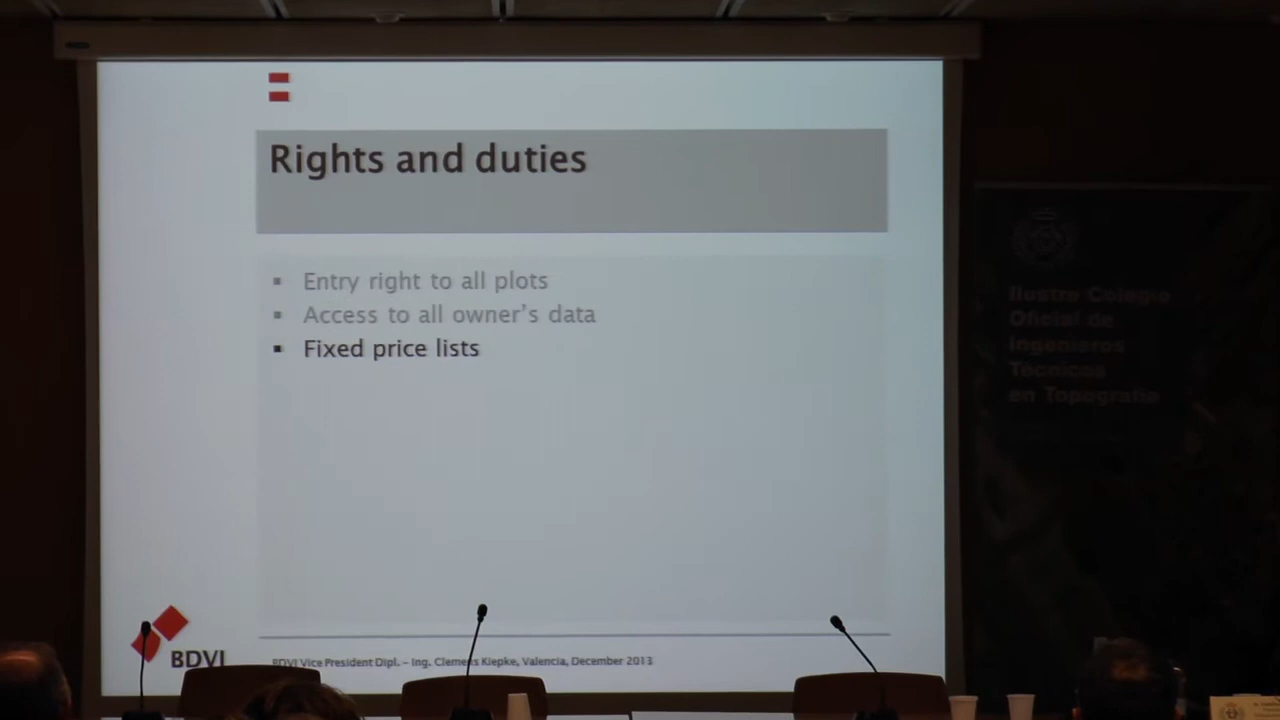 Rights and duties
Entry right to all plots
Access to all owner's data
Fixed price lists
BDVI
BDVI Vice President Dipl. – Ing. Clemens Kiepke, Valencia, December 2013
Ilustre Colegio
Oficial de
Ingenieros
Técnicos
en Topografía